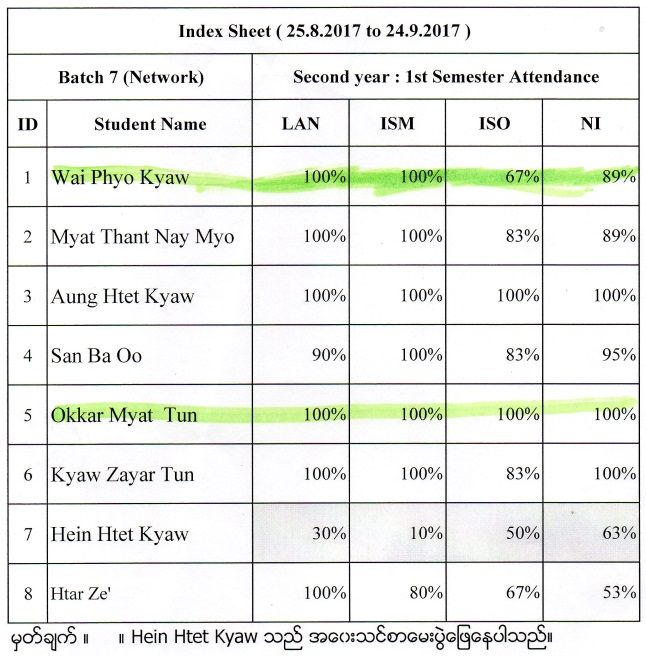 Index Sheet ( 25.8.2017 to 24.9.2017 )
Batch 7 (Network) Second year : 1st Semester Attendance
ID Student Name LAN ISM ISO NI
1 Wai Phyo Kyaw 100% 100% 67% 89%
2 Myat Thant Nay Myo 100% 100% 83% 89%
3 Aung Htet Kyaw 100% 100% 100% 100%
4 San Ba Oo 90% 100% 83% 95%
5 Okkar Myat Tun 100% 100% 100% 100%
6 Kyaw Zayar Tun 100% 100% 83% 100%
7 Hein Htet Kyaw 30% 10% 50% 63%
8 Htar Ze' 100% 80% 67% 53%
မှတ်ချက် ။ ။ Hein Htet Kyaw သည် အဝေးသင်စာမေးပွဲဖြေနေပါသည်။